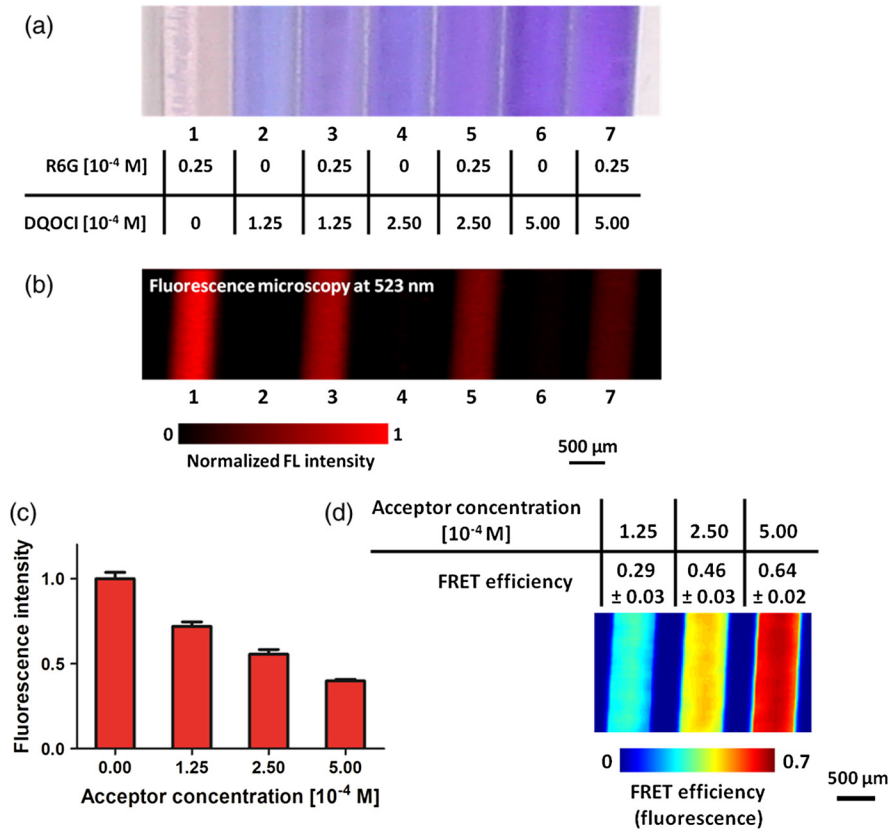 (a)
1 2 3 4 5 6 7
R6G [10⁻⁴ M] 0.25 0 0.25 0 0.25 0 0.25
DQOCI [10⁻⁴ M] 0 1.25 1.25 2.50 2.50 5.00 5.00
(b)
Fluorescence microscopy at 523 nm
1 2 3 4 5 6 7
0 1
Normalized FL intensity
500 µm
(c)
Fluorescence intensity
1.0
0.5
0.0
0.00 1.25 2.50 5.00
Acceptor concentration [10⁻⁴ M]
(d)
Acceptor concentration
[10⁻⁴ M] 1.25 2.50 5.00
FRET efficiency 0.29 0.46 0.64
± 0.03 ± 0.03 ± 0.02
0 0.7
FRET efficiency
(fluorescence)
500 µm